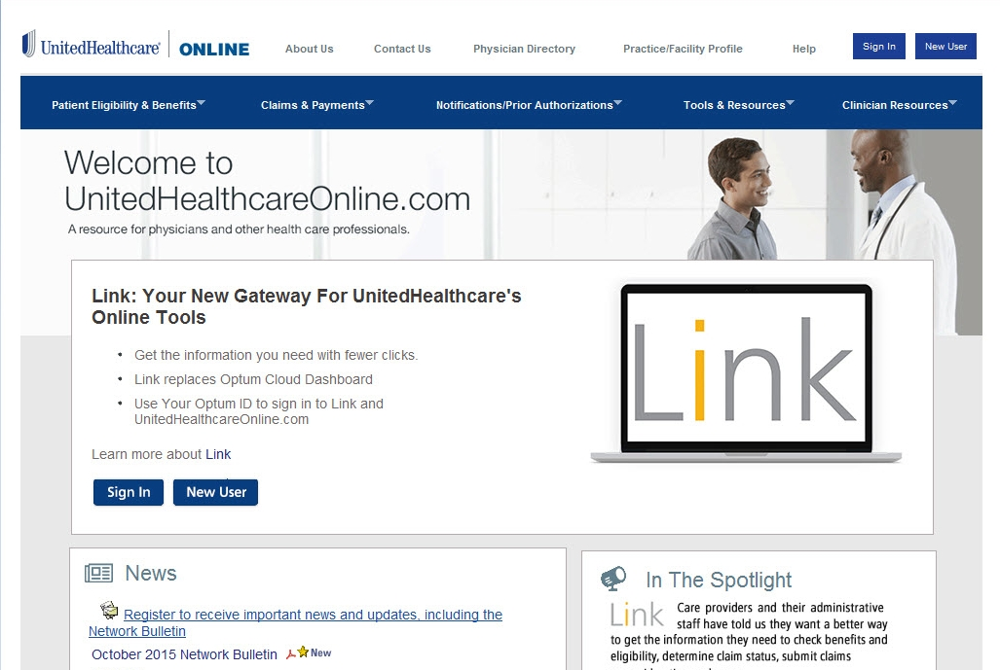 UnitedHealthcare® ONLINE
About Us
Contact Us
Physician Directory
Practice/Facility Profile
Help
Sign In
New User
Patient Eligibility & Benefits
Claims & Payments
Notifications/Prior Authorizations
Tools & Resources
Clinician Resources
Welcome to
UnitedHealthcareOnline.com
A resource for physicians and other health care professionals.
Link: Your New Gateway For UnitedHealthcare's
Online Tools
• Get the information you need with fewer clicks.
• Link replaces Optum Cloud Dashboard
• Use Your Optum ID to sign in to Link and
UnitedHealthcareOnline.com
Learn more about Link
Sign In
New User
Link
News
Register to receive important news and updates, including the
Network Bulletin
October 2015 Network Bulletin New
In The Spotlight
Link
Care providers and their administrative
staff have told us they want a better way
to get the information they need to check benefits and
eligibility, determine claim status, submit claims